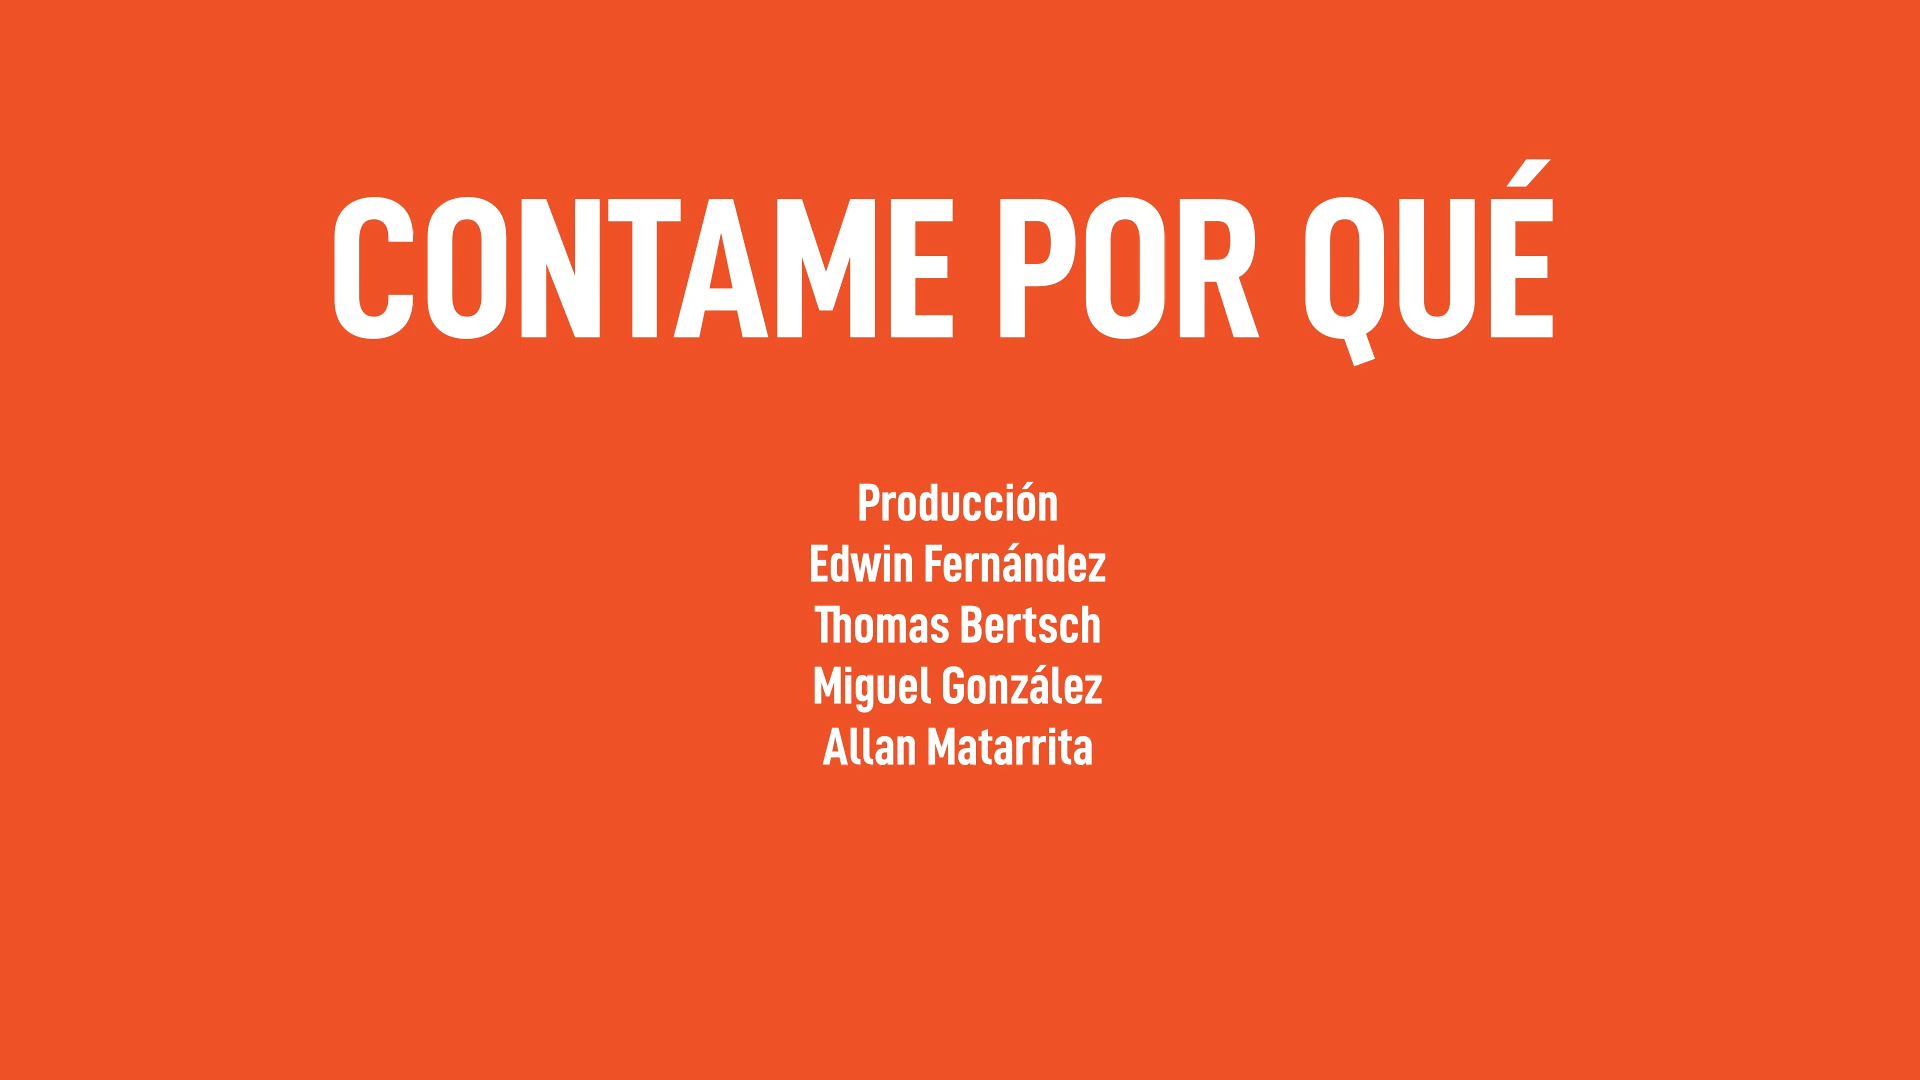 CONTAME POR QUÉ
Producción
Edwin Fernández
Thomas Bertsch
Miguel González
Allan Matarrita